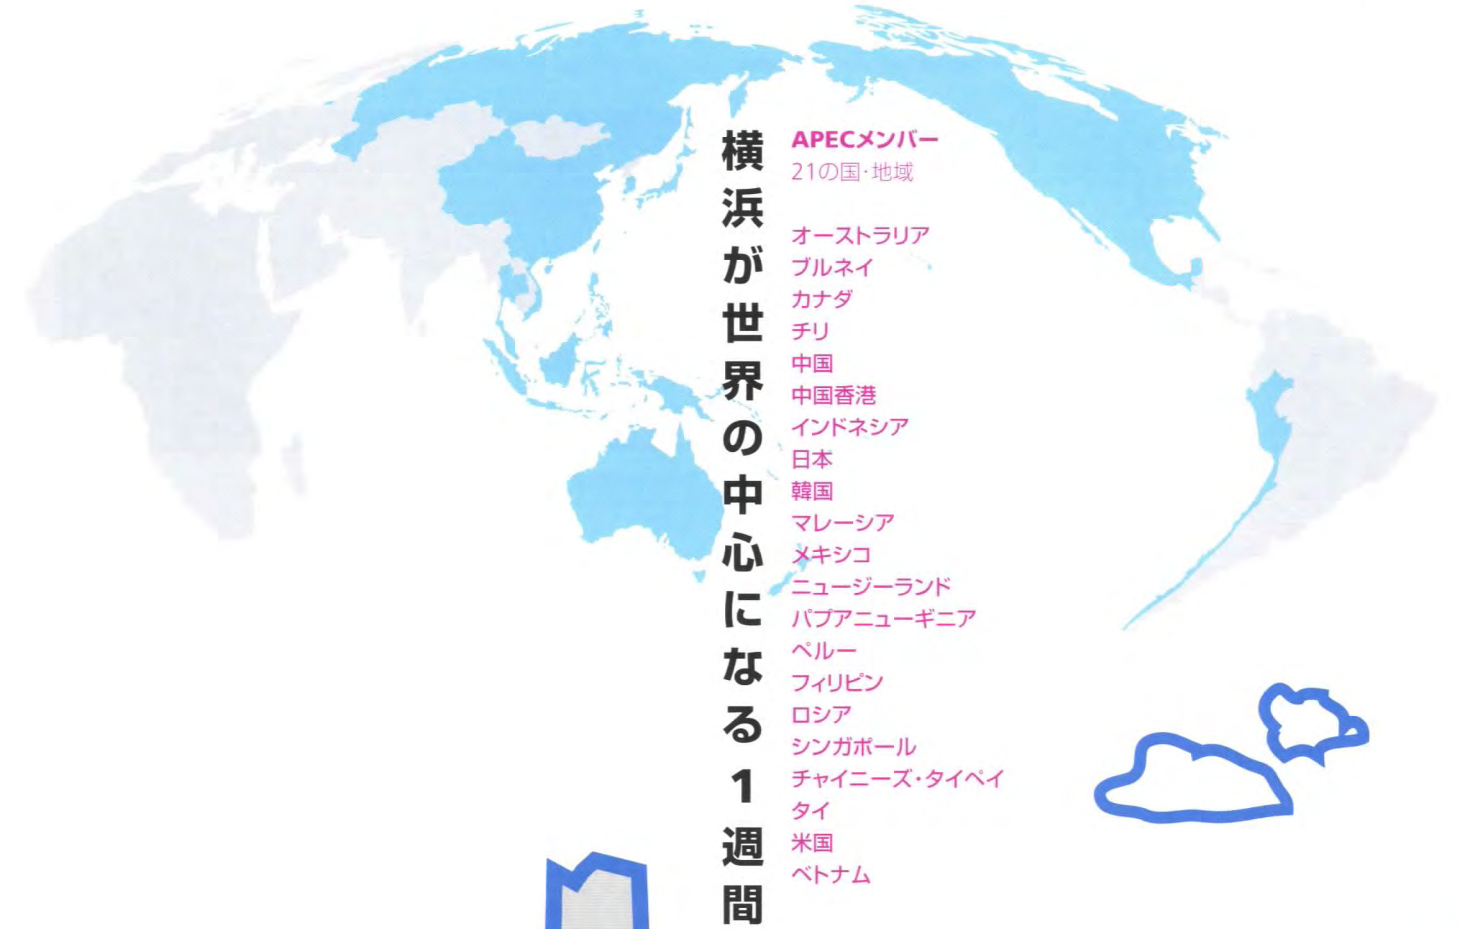 横浜が世界の中心になる1週間
APECメンバー
21の国・地域
オーストラリア
ブルネイ
カナダ
チリ
中国
中国香港
インドネシア
日本
韓国
マレーシア
メキシコ
ニュージーランド
パプアニューギニア
ペルー
フィリピン
ロシア
シンガポール
チャイニーズ・タイペイ
タイ
米国
ベトナム